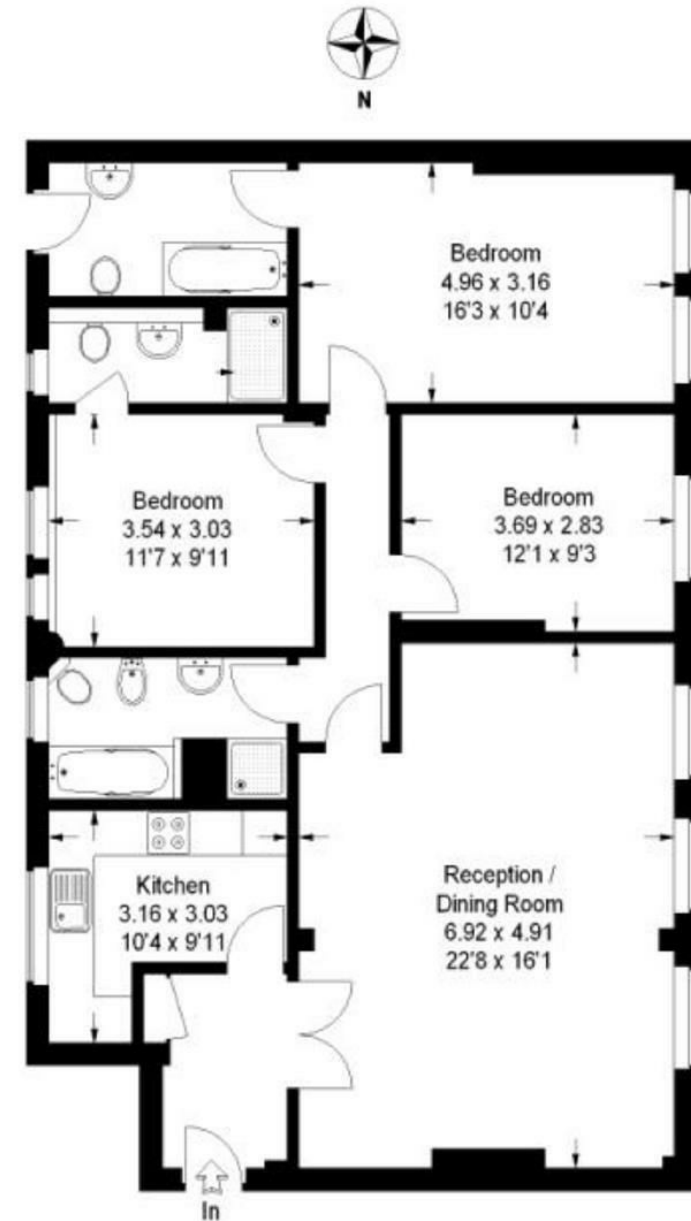 N
Bedroom
4.96 x 3.16
16'3 x 10'4
Bedroom
3.54 x 3.03
11'7 x 9'11
Bedroom
3.69 x 2.83
12'1 x 9'3
Kitchen
3.16 x 3.03
10'4 x 9'11
Reception /
Dining Room
6.92 x 4.91
22'8 x 16'1
In